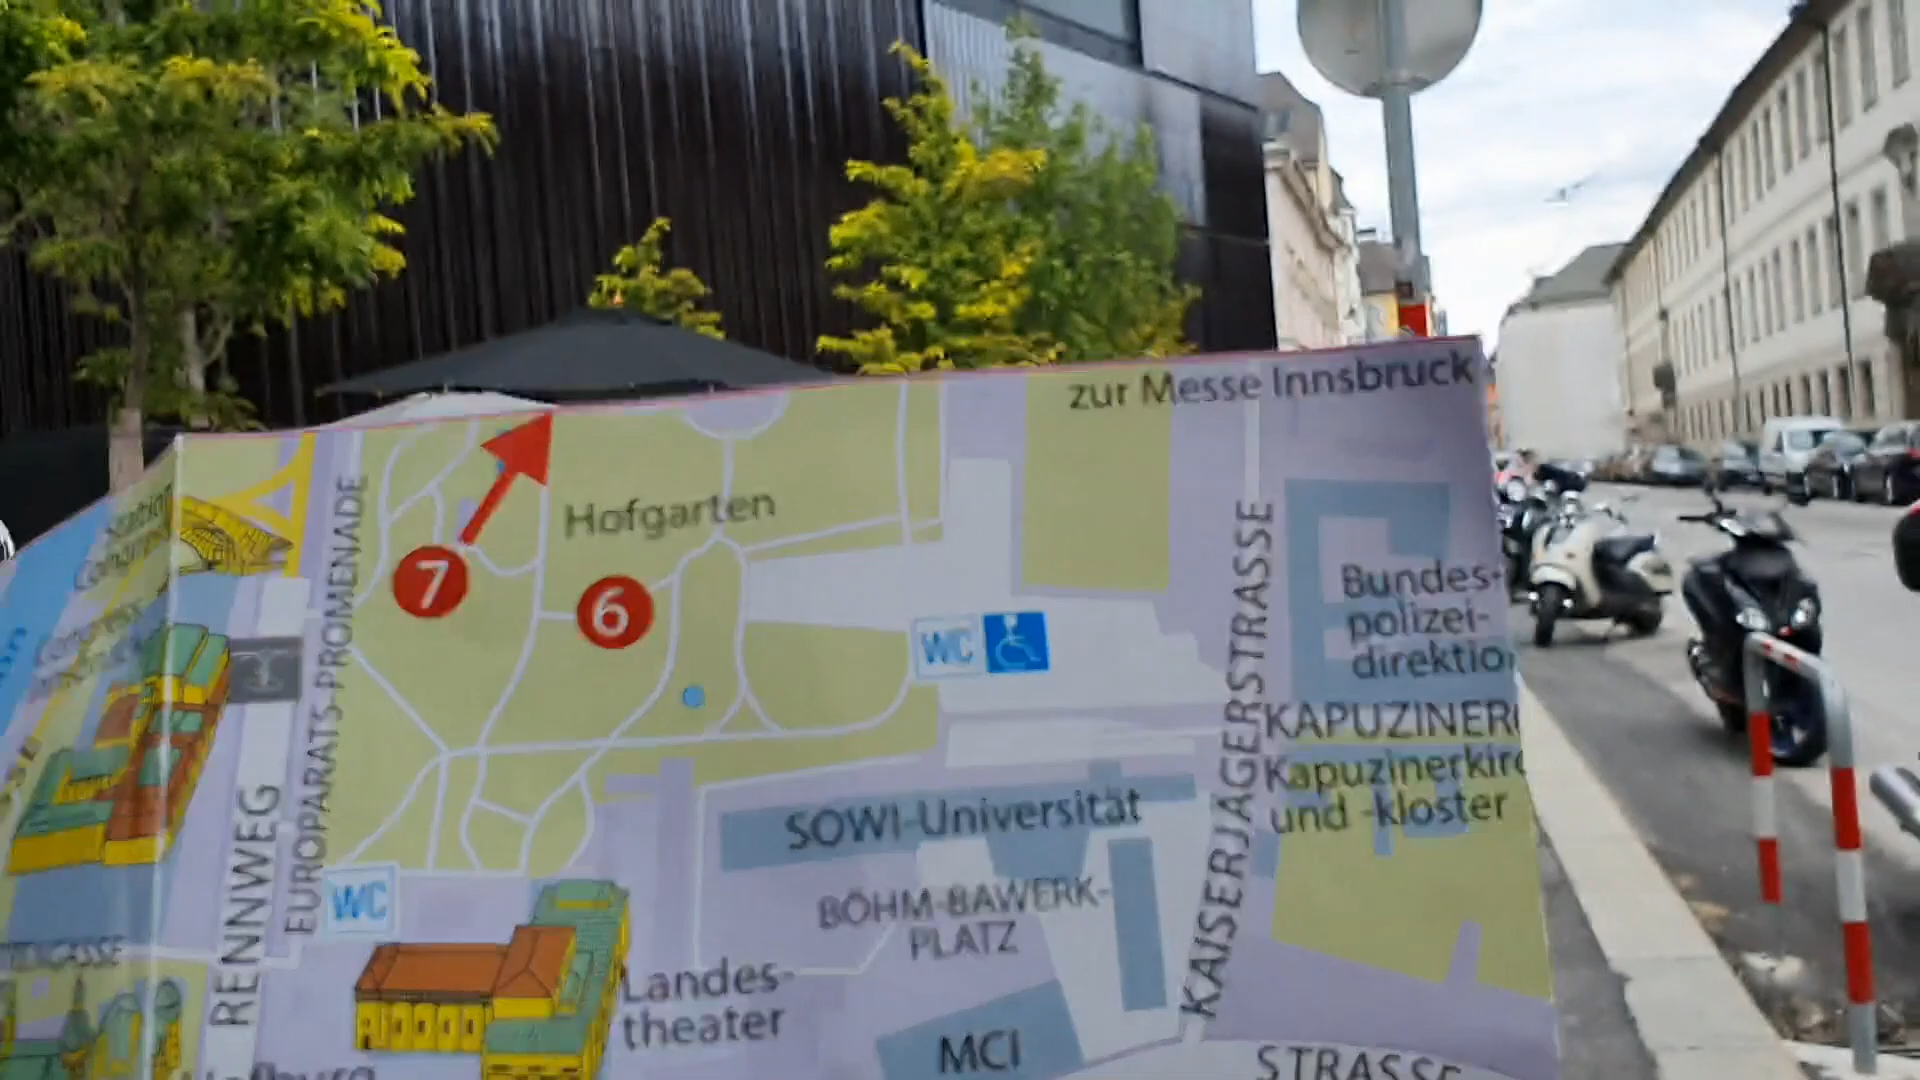 zur Messe Innsbruck
EUROPARATS-PROMENADE
Hofgarten
7
6
WC
KAISERJÄGERSTRASSE
Bundes-
polizei-
direktio
KAPUZINER
Kapuzinerkirc
und -kloster
SOWI-Universität
RENNWEG
WC
BÖHM-BAWERK-
PLATZ
Landes-
theater
MCI
STRASSE